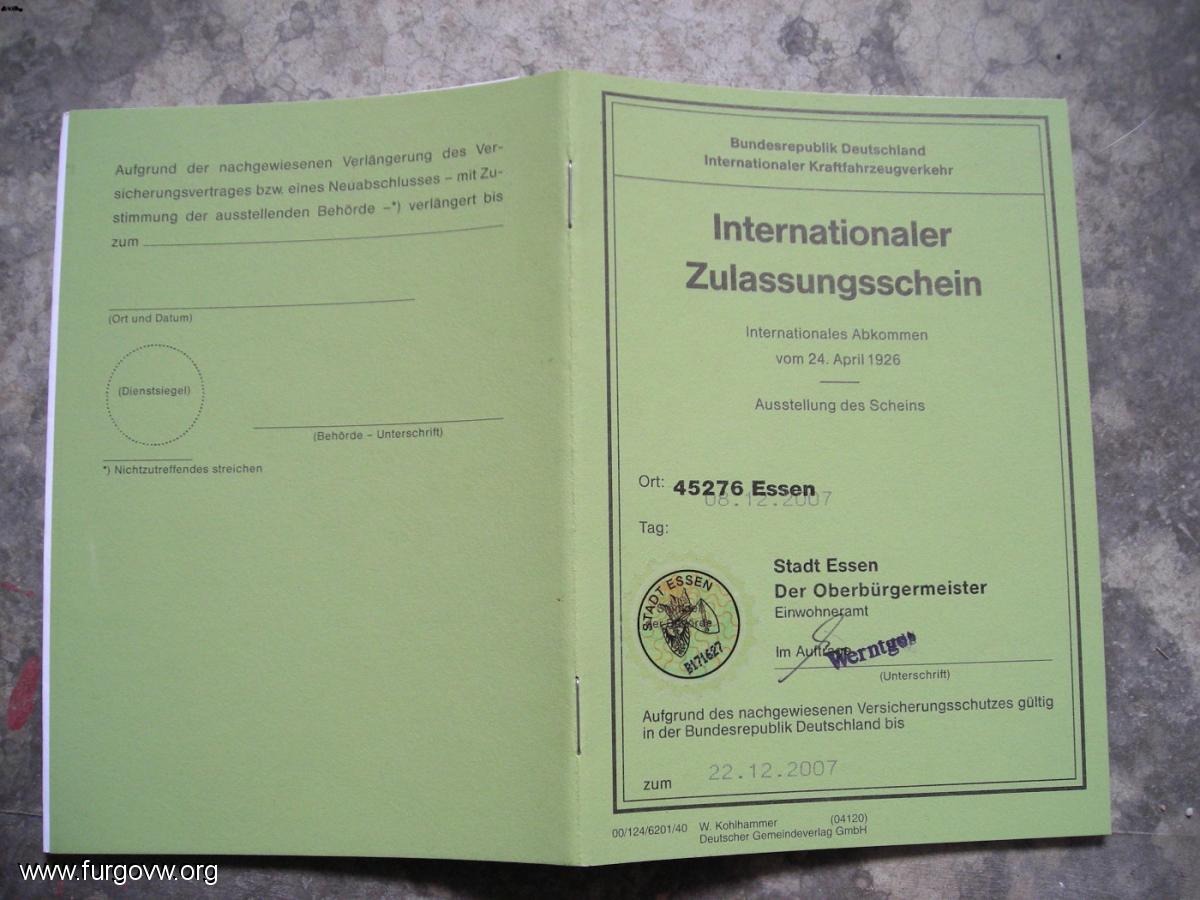 Aufgrund der nachgewiesenen Verlängerung des Ver-
sicherungsvertrages bzw. eines Neuabschlusses – mit Zu-
stimmung der ausstellenden Behörde –*) verlängert bis
zum
(Ort und Datum)
(Dienstsiegel)
(Behörde – Unterschrift)
*) Nichtzutreffendes streichen
Bundesrepublik Deutschland
Internationaler Kraftfahrzeugverkehr
Internationaler
Zulassungsschein
Internationales Abkommen
vom 24. April 1926
Ausstellung des Scheins
Ort: 45276 Essen
08.12.2007
Tag:
STADT ESSEN
der Behörde
B171627
Stadt Essen
Der Oberbürgermeister
Einwohneramt
Im Auftrage
(Unterschrift)
Aufgrund des nachgewiesenen Versicherungsschutzes gültig
in der Bundesrepublik Deutschland bis
zum 22.12.2007
00/124/6201/40 W. Kohlhammer (04120)
Deutscher Gemeindeverlag GmbH
www.furgovw.org